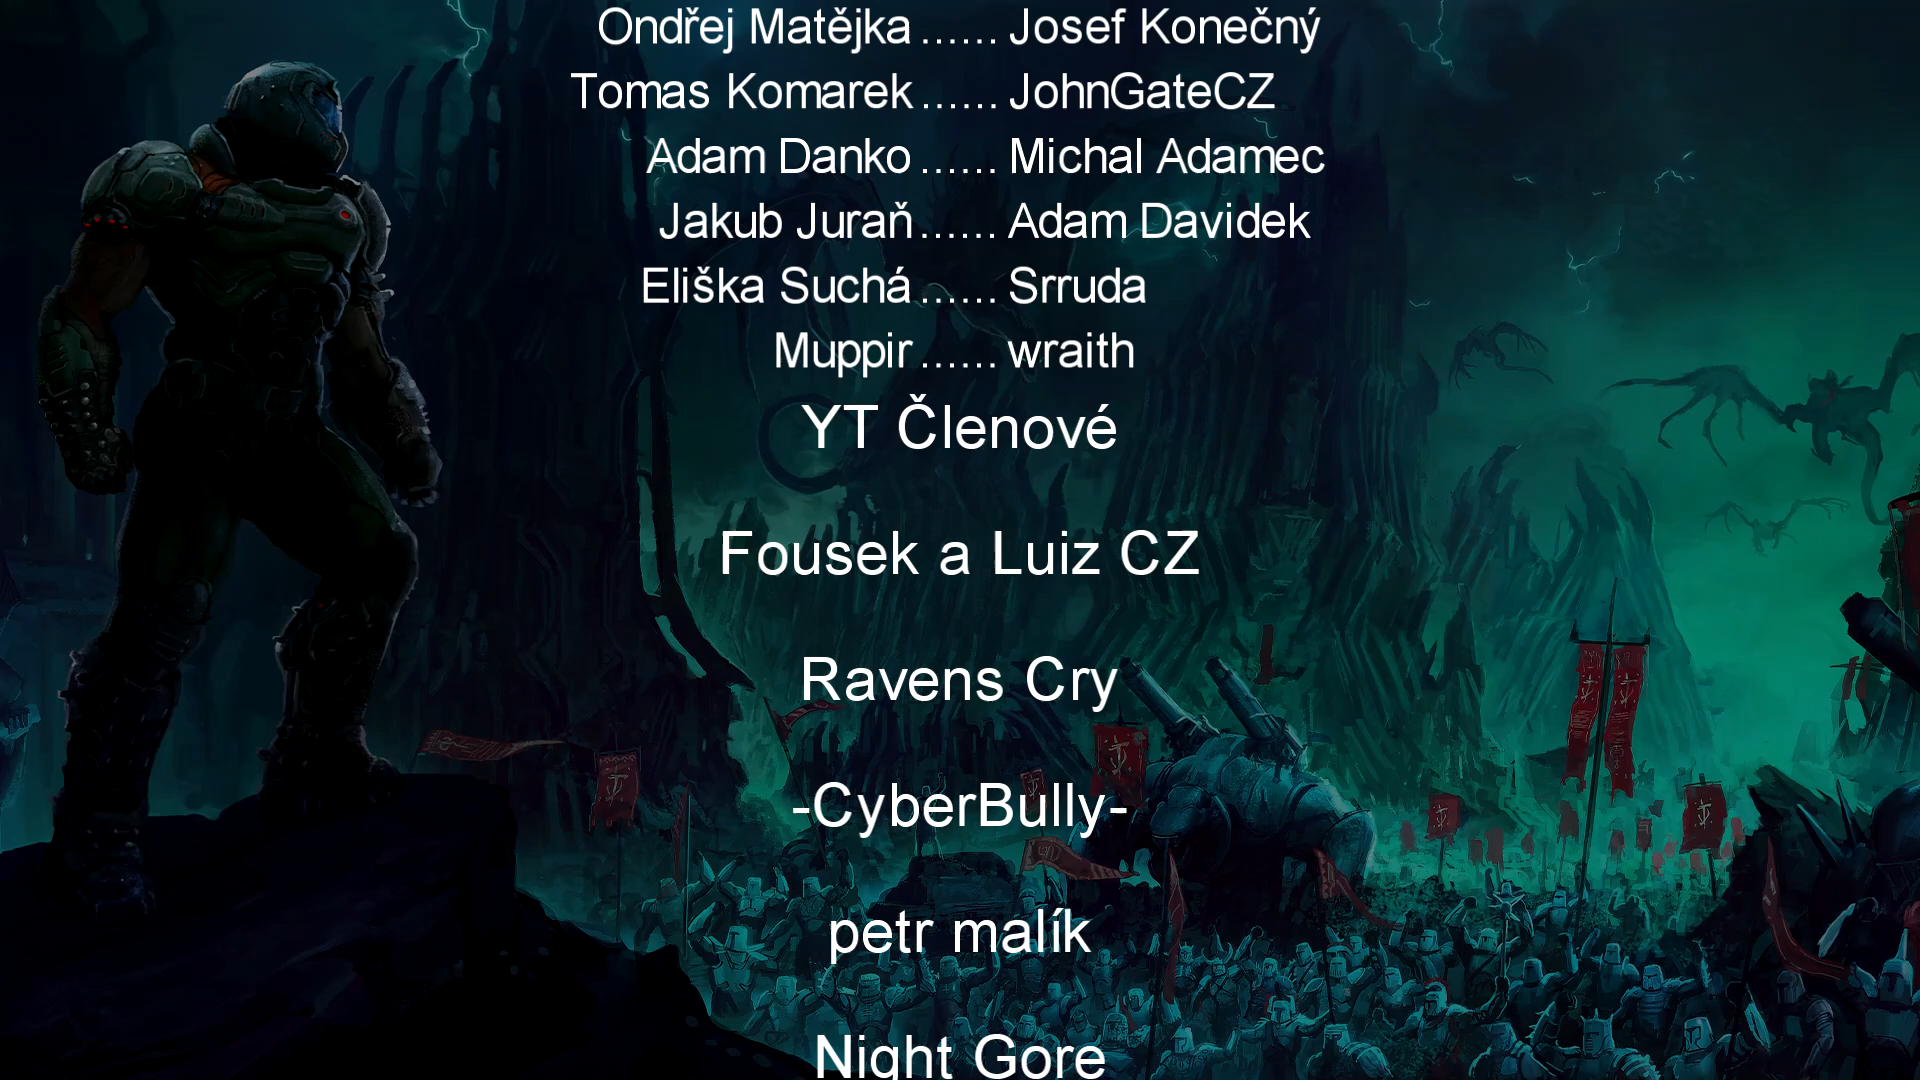 Ondřej Matějka...... Josef Konečný
Tomas Komarek...... JohnGateCZ
Adam Danko...... Michal Adamec
Jakub Juraň...... Adam Davidek
Eliška Suchá...... Srruda
Muppir...... wraith
YT Členové
Fousek a Luiz CZ
Ravens Cry
-CyberBully-
petr malík
Night Gore